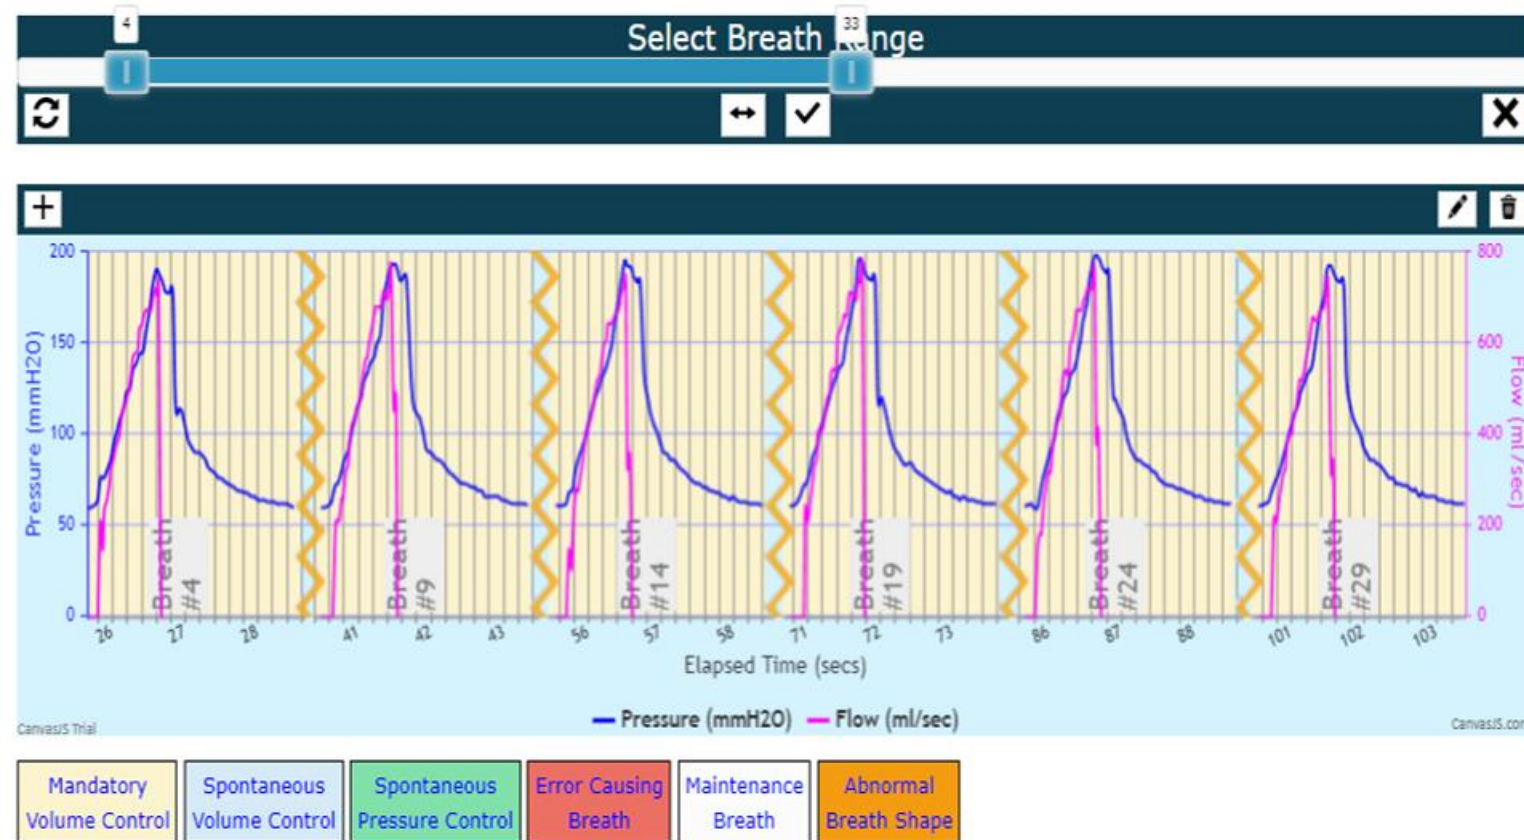 4
33
Select Breath Range
200
150
100
50
0
Pressure (mmH2O)
800
600
400
200
0
Flow (ml/sec)
Breath
#4
Breath
#9
Breath
#14
Breath
#19
Breath
#24
Breath
#29
26 27 28 41 42 43 56 57 58 71 72 73 86 87 88 101 102 103
Elapsed Time (secs)
Pressure (mmH2O) Flow (ml/sec)
CanvasJS Trial
CanvasJS.com
Mandatory
Volume Control
Spontaneous
Volume Control
Spontaneous
Pressure Control
Error Causing
Breath
Maintenance
Breath
Abnormal
Breath Shape